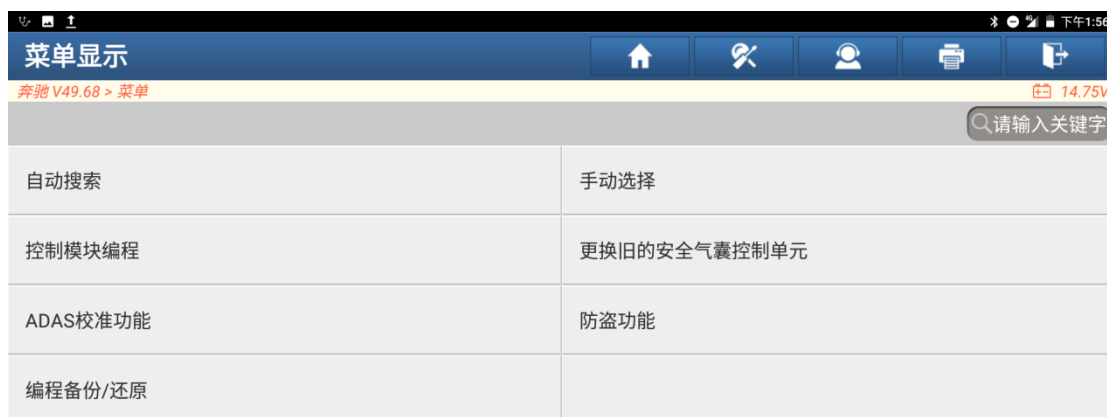 下午1:56
菜单显示
奔驰 V49.68 > 菜单
14.75V
请输入关键字
自动搜索
手动选择
控制模块编程
更换旧的安全气囊控制单元
ADAS校准功能
防盗功能
编程备份/还原